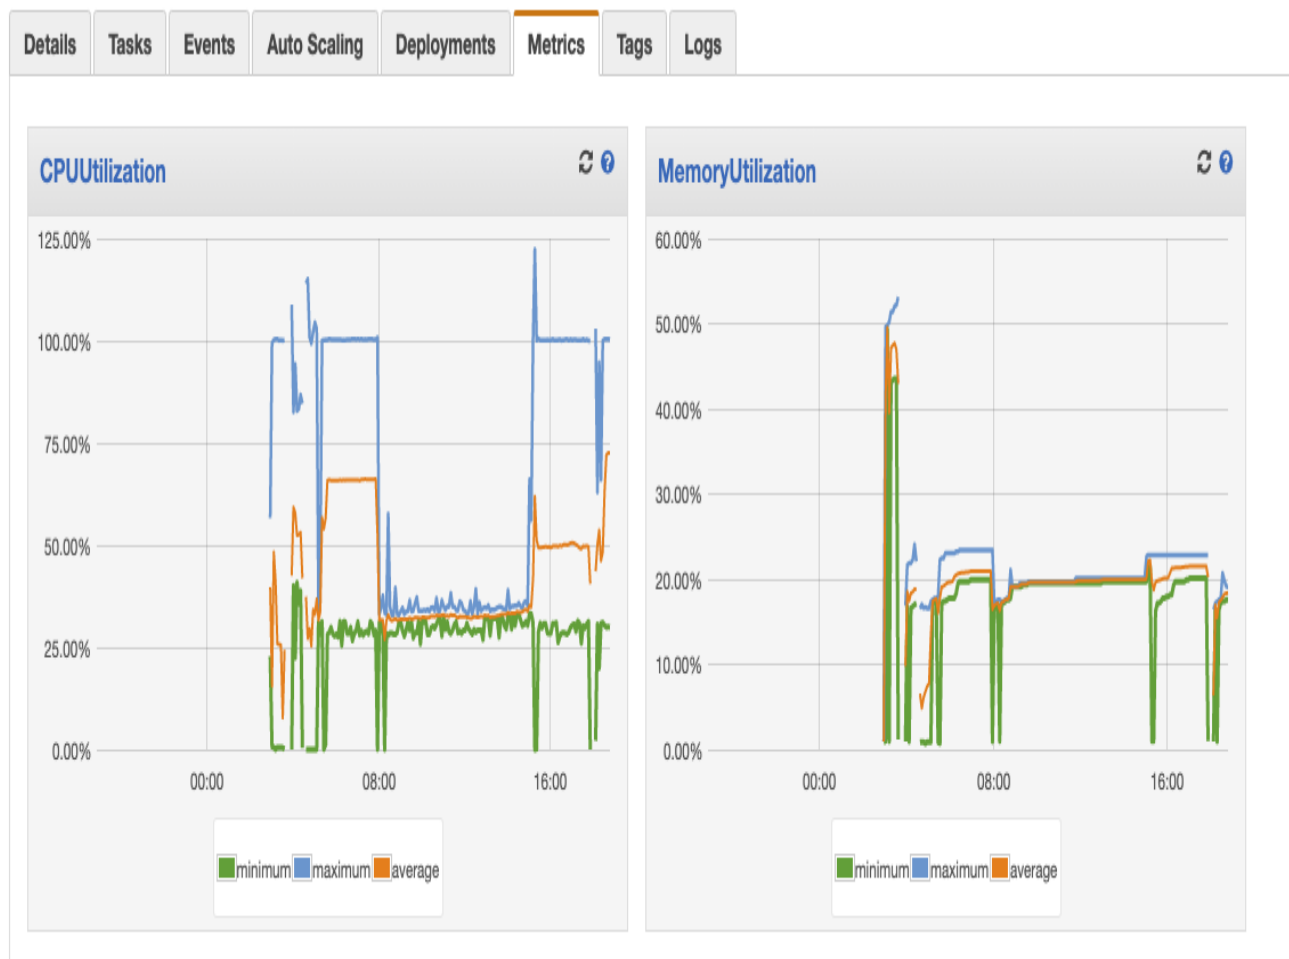 Details Tasks Events Auto Scaling Deployments Metrics Tags Logs
CPUUtilization
125.00%
100.00%
75.00%
50.00%
25.00%
0.00%
00:00 08:00 16:00
minimum maximum average
MemoryUtilization
60.00%
50.00%
40.00%
30.00%
20.00%
10.00%
0.00%
00:00 08:00 16:00
minimum maximum average